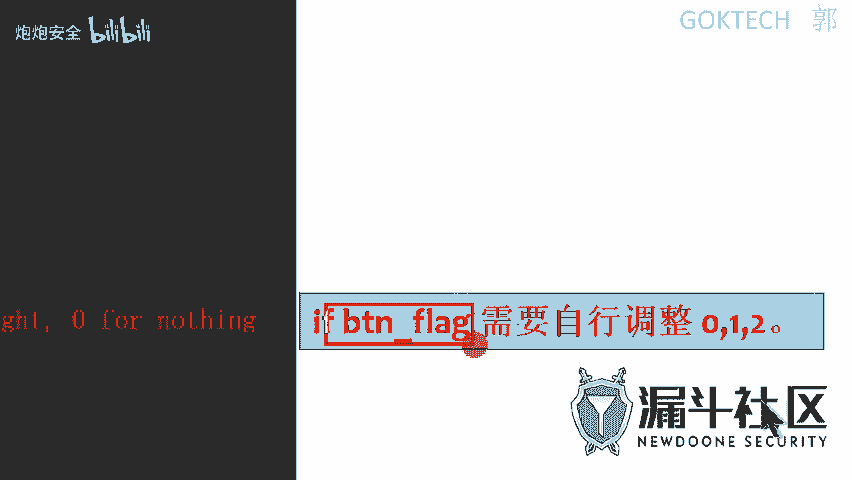 炮炮安全 bilibili
GOKTECH 郭
ght, 0 for nothing
if btn_flag 需要自行调整 0,1,2。
漏斗社区
NEWDOONE SECURITY